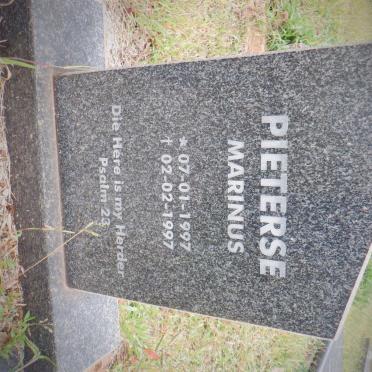 PIETERSE
MARINUS
★ 07-01-1997
† 02-02-1997
Die Here is my Herder
Psalm 23